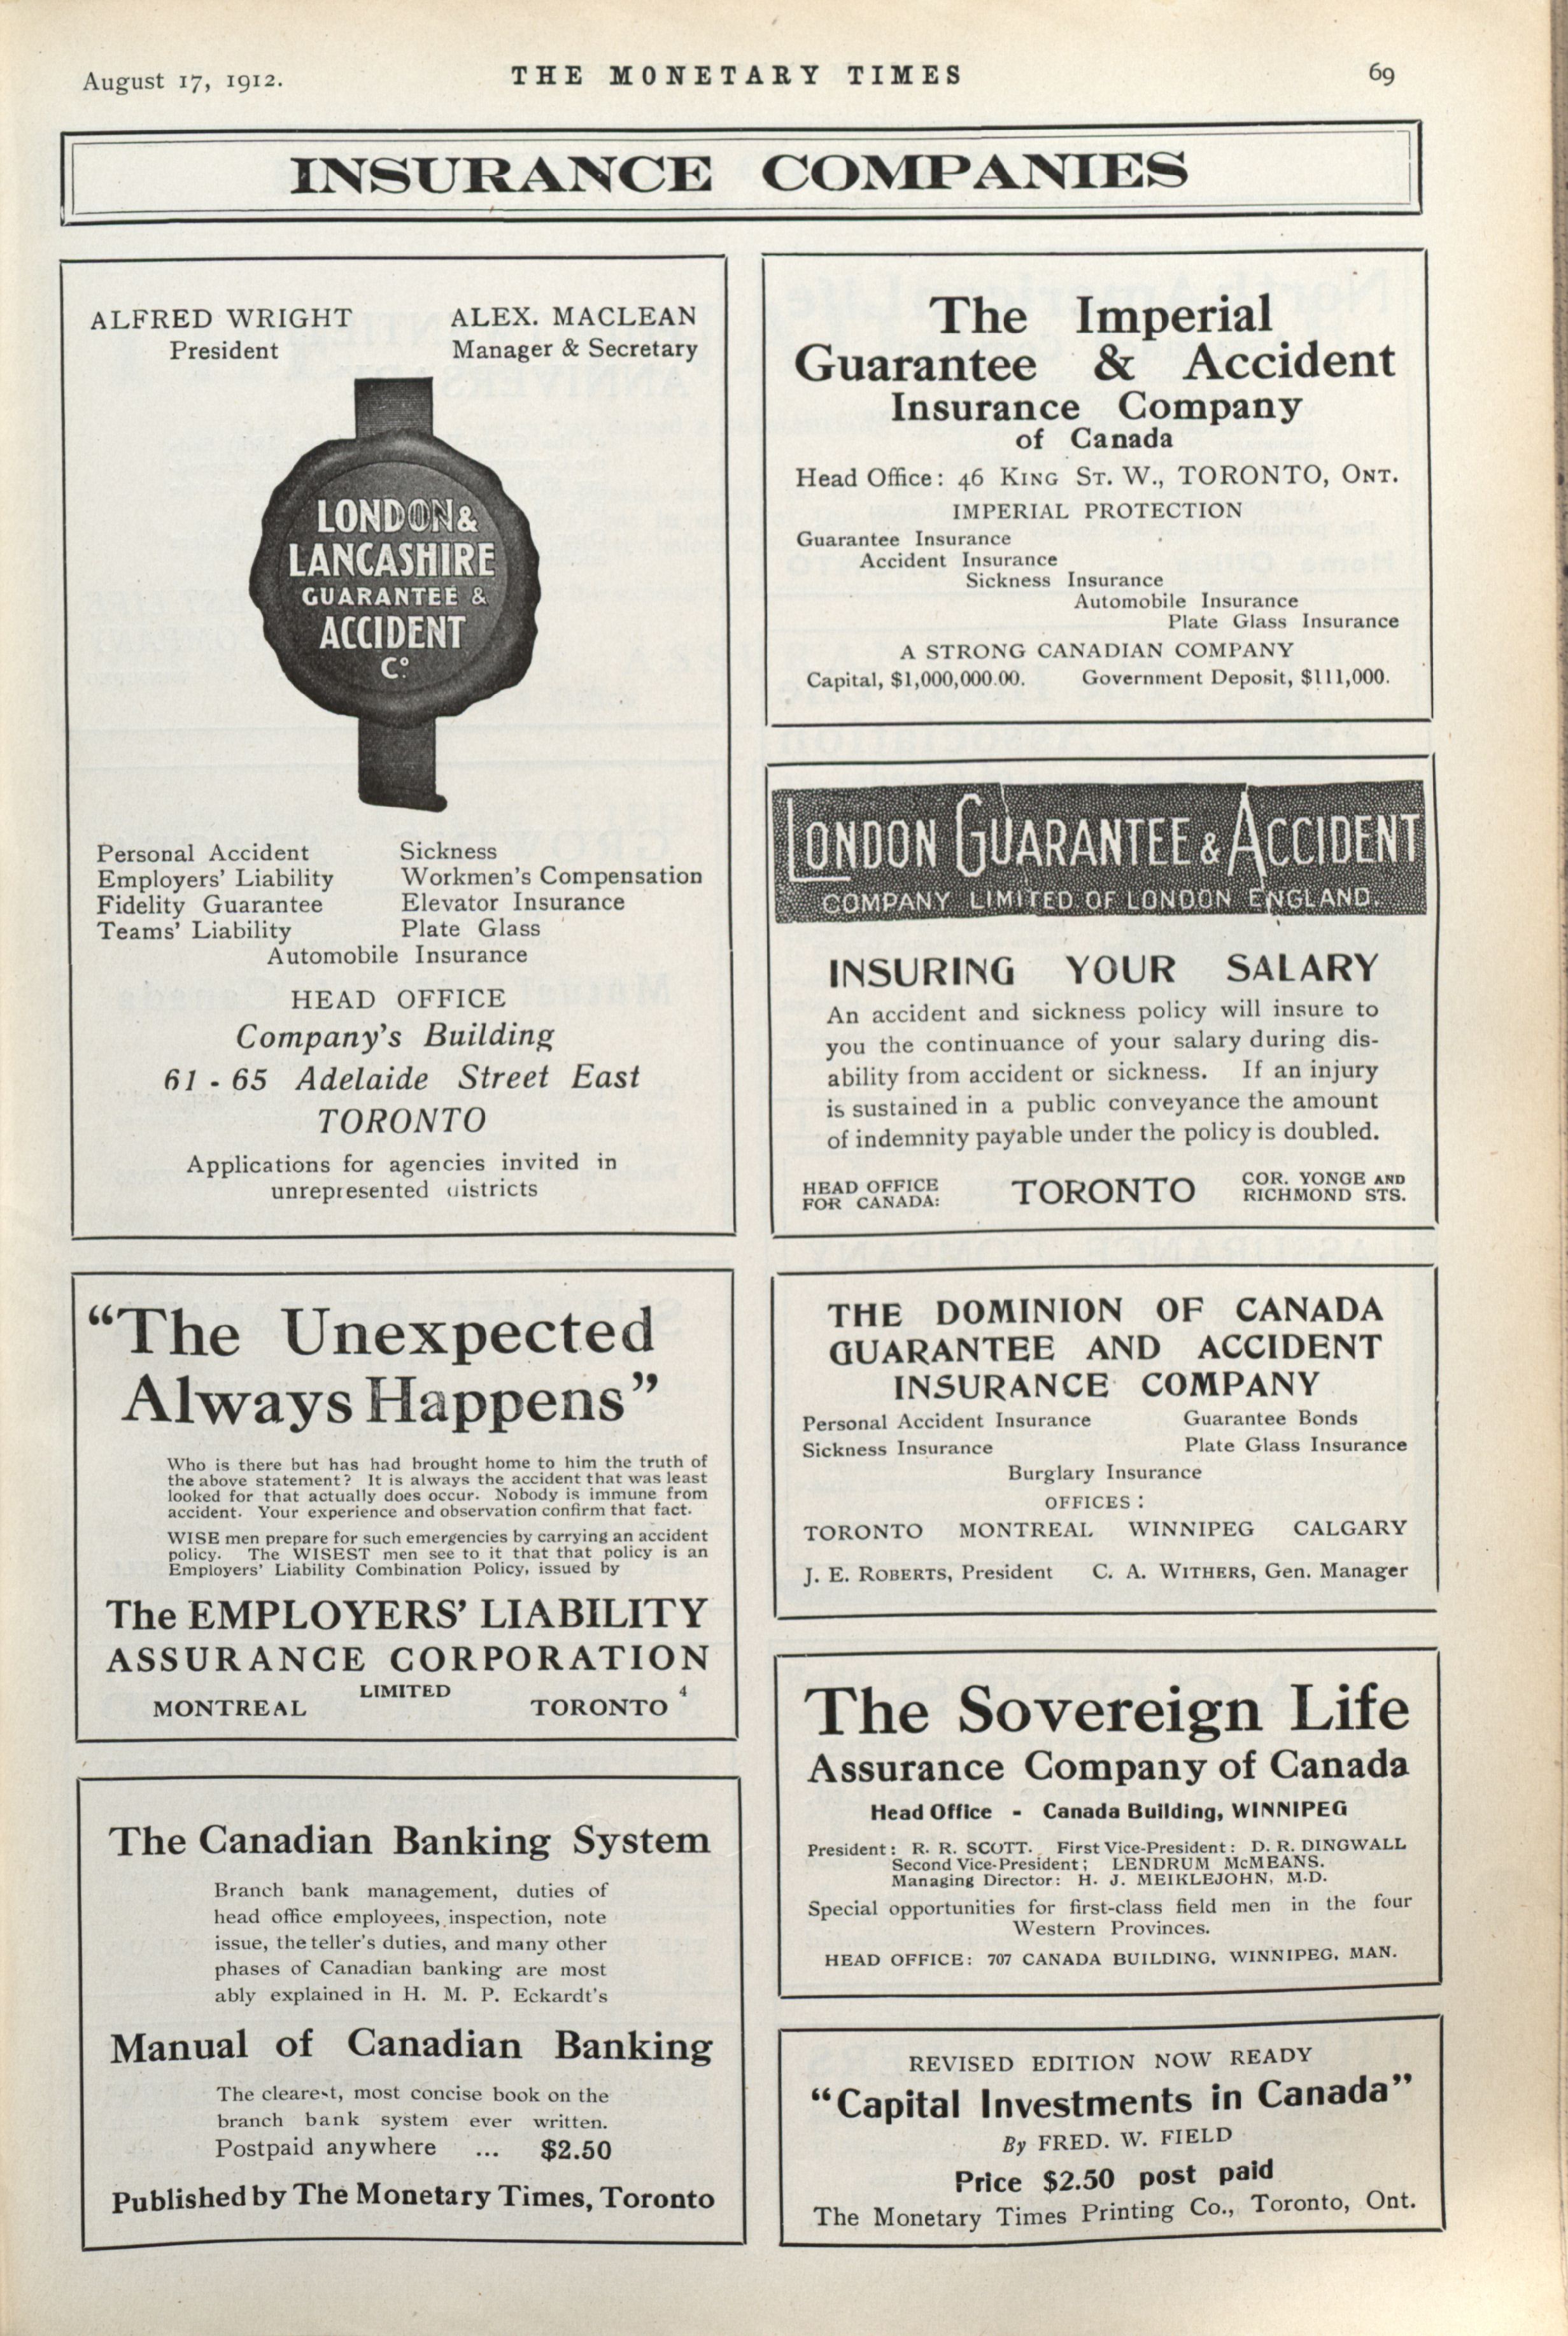 August 17, 1912.
THE MONETARY TIMES
69
INSURANCE COMPANIES
ALFRED WRIGHT
President
ALEX. MACLEAN
Manager & Secretary
LONDON &
LANCASHIRE
GUARANTEE &
ACCIDENT
Co.
Personal Accident Sickness
Employers' Liability Workmen's Compensation
Fidelity Guarantee Elevator Insurance
Teams' Liability Plate Glass
Automobile Insurance
HEAD OFFICE
Company's Building
61 - 65 Adelaide Street East
TORONTO
Applications for agencies invited in
unrepresented districts
"The Unexpected
Always Happens"
Who is there but has had brought home to him the truth of
the above statement? It is always the accident that was least
looked for that actually does occur. Nobody is immune from
accident. Your experience and observation confirm that fact.
WISE men prepare for such emergencies by carrying an accident
policy. The WISEST men see to it that that policy is an
Employers' Liability Combination Policy, issued by
The EMPLOYERS' LIABILITY
ASSURANCE CORPORATION
LIMITED
MONTREAL TORONTO 4
The Canadian Banking System
Branch bank management, duties of
head office employees, inspection, note
issue, the teller's duties, and many other
phases of Canadian banking are most
ably explained in H. M. P. Eckardt's
Manual of Canadian Banking
The clearest, most concise book on the
branch bank system ever written.
Postpaid anywhere ... $2.50
Published by The Monetary Times, Toronto
The Imperial
Guarantee & Accident
Insurance Company
of Canada
Head Office: 46 KING ST. W., TORONTO, ONT.
IMPERIAL PROTECTION
Guarantee Insurance
Accident Insurance
Sickness Insurance
Automobile Insurance
Plate Glass Insurance
A STRONG CANADIAN COMPANY
Capital, $1,000,000.00. Government Deposit, $111,000.
LONDON GUARANTEE & ACCIDENT
COMPANY LIMITED OF LONDON ENGLAND.
INSURING YOUR SALARY
An accident and sickness policy will insure to
you the continuance of your salary during dis-
ability from accident or sickness. If an injury
is sustained in a public conveyance the amount
of indemnity payable under the policy is doubled.
HEAD OFFICE
FOR CANADA:
TORONTO
COR. YONGE AND
RICHMOND STS.
THE DOMINION OF CANADA
GUARANTEE AND ACCIDENT
INSURANCE COMPANY
Personal Accident Insurance Guarantee Bonds
Sickness Insurance Plate Glass Insurance
Burglary Insurance
OFFICES :
TORONTO MONTREAL WINNIPEG CALGARY
J. E. ROBERTS, President C. A. WITHERS, Gen. Manager
The Sovereign Life
Assurance Company of Canada
Head Office - Canada Building, WINNIPEG
President: R. R. SCOTT. First Vice-President: D. R. DINGWALL
Second Vice-President; LENDRUM McMEANS.
Managing Director: H. J. MEIKLEJOHN, M.D.
Special opportunities for first-class field men in the four
Western Provinces.
HEAD OFFICE: 707 CANADA BUILDING, WINNIPEG, MAN.
REVISED EDITION NOW READY
"Capital Investments in Canada"
By FRED. W. FIELD
Price $2.50 post paid
The Monetary Times Printing Co., Toronto, Ont.